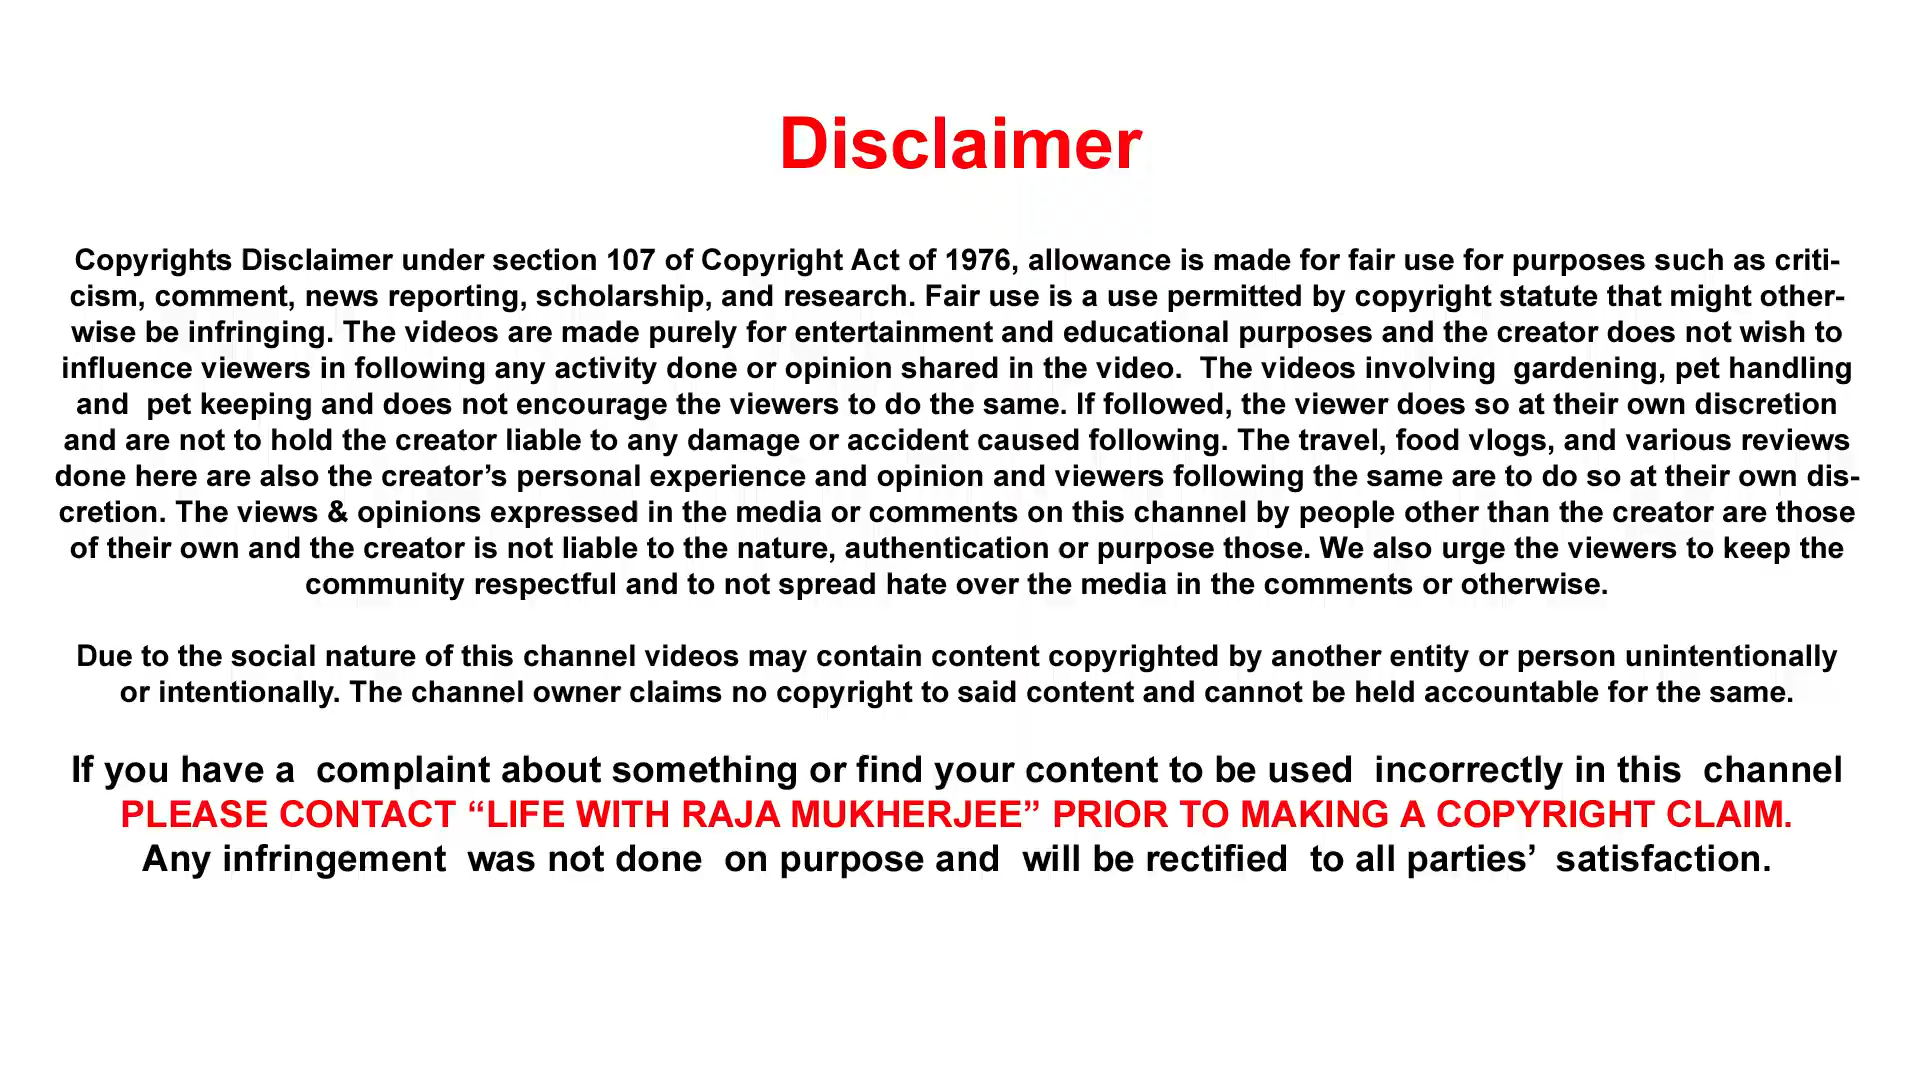 Disclaimer
Copyrights Disclaimer under section 107 of Copyright Act of 1976, allowance is made for fair use for purposes such as criti-
cism, comment, news reporting, scholarship, and research. Fair use is a use permitted by copyright statute that might other-
wise be infringing. The videos are made purely for entertainment and educational purposes and the creator does not wish to
influence viewers in following any activity done or opinion shared in the video.  The videos involving  gardening, pet handling
and  pet keeping and does not encourage the viewers to do the same. If followed, the viewer does so at their own discretion
and are not to hold the creator liable to any damage or accident caused following. The travel, food vlogs, and various reviews
done here are also the creator’s personal experience and opinion and viewers following the same are to do so at their own dis-
cretion. The views & opinions expressed in the media or comments on this channel by people other than the creator are those
of their own and the creator is not liable to the nature, authentication or purpose those. We also urge the viewers to keep the
community respectful and to not spread hate over the media in the comments or otherwise.
Due to the social nature of this channel videos may contain content copyrighted by another entity or person unintentionally
or intentionally. The channel owner claims no copyright to said content and cannot be held accountable for the same.
If you have a  complaint about something or find your content to be used  incorrectly in this  channel
PLEASE CONTACT “LIFE WITH RAJA MUKHERJEE” PRIOR TO MAKING A COPYRIGHT CLAIM.
Any infringement  was not done  on purpose and  will be rectified  to all parties’  satisfaction.